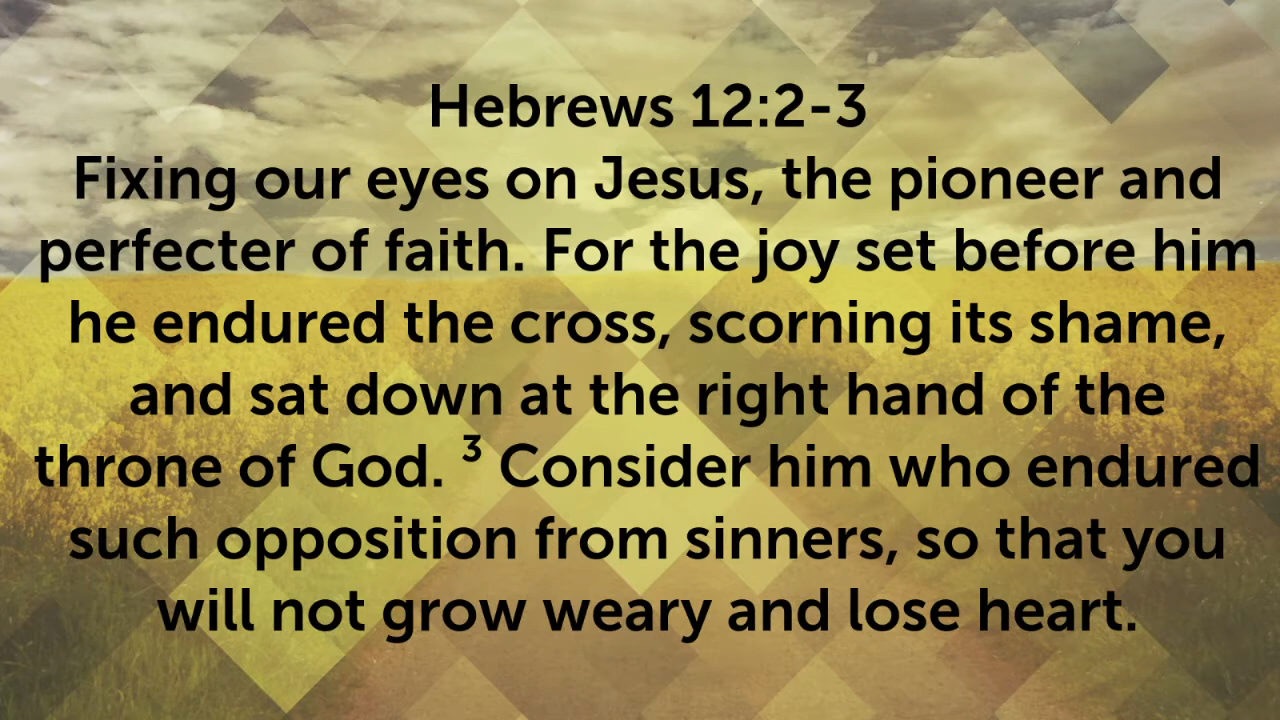 Hebrews 12:2-3
Fixing our eyes on Jesus, the pioneer and
perfecter of faith. For the joy set before him
he endured the cross, scorning its shame,
and sat down at the right hand of the
throne of God. ³ Consider him who endured
such opposition from sinners, so that you
will not grow weary and lose heart.